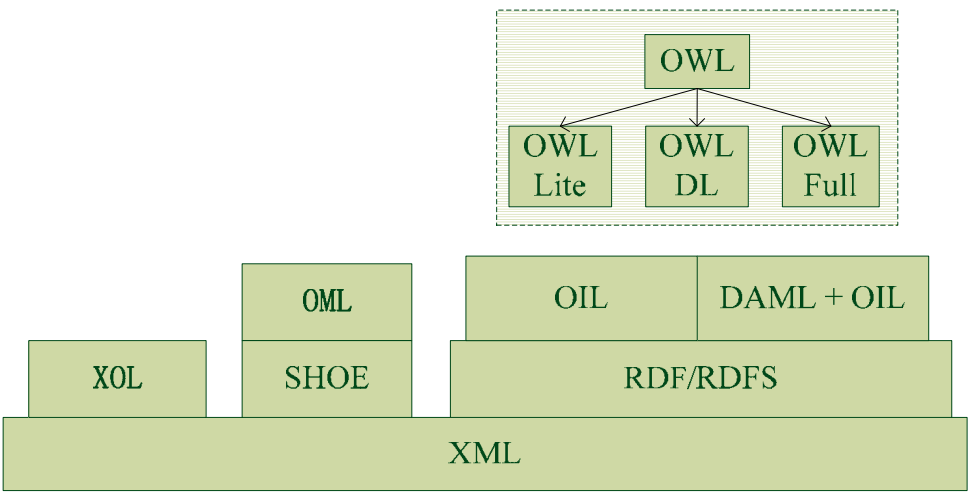 OWL
OWL
Lite
OWL
DL
OWL
Full
OML
OIL
DAML + OIL
XOL
SHOE
RDF/RDFS
XML